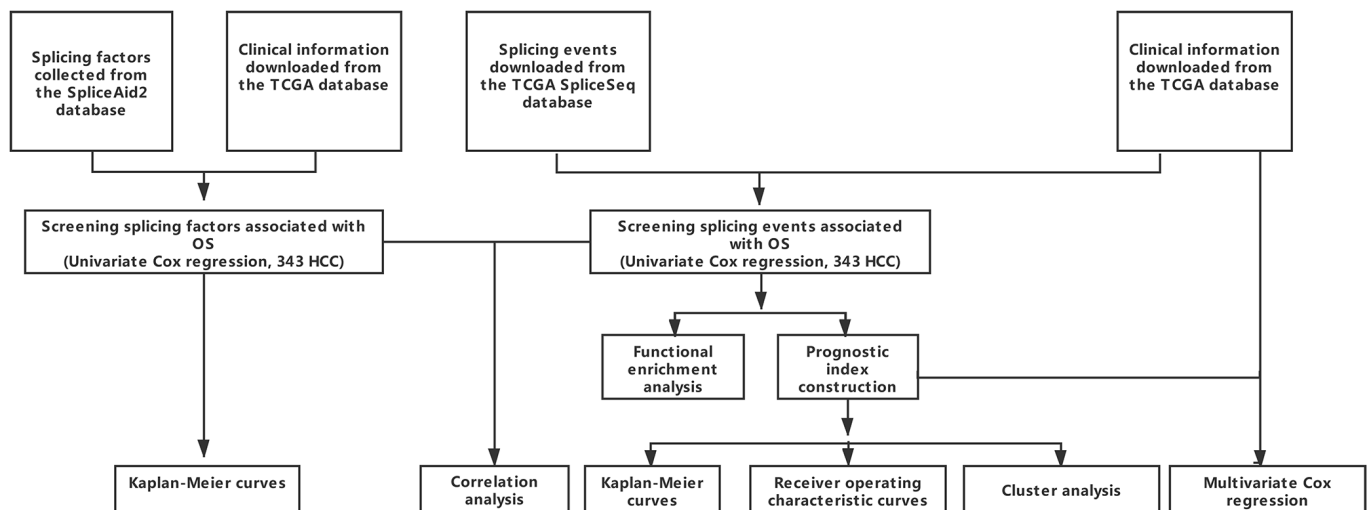 Splicing factors
collected from
the SpliceAid2
database
Clinical information
downloaded from
the TCGA database
Splicing events
downloaded from
the TCGA SpliceSeq
database
Clinical information
downloaded from
the TCGA database
Screening splicing factors associated with
OS
(Univariate Cox regression, 343 HCC)
Screening splicing events associated
with OS
(Univariate Cox regression, 343 HCC)
Functional
enrichment
analysis
Prognostic
index
construction
Kaplan-Meier curves
Correlation
analysis
Kaplan-Meier
curves
Receiver operating
characteristic curves
Cluster analysis
Multivariate Cox
regression